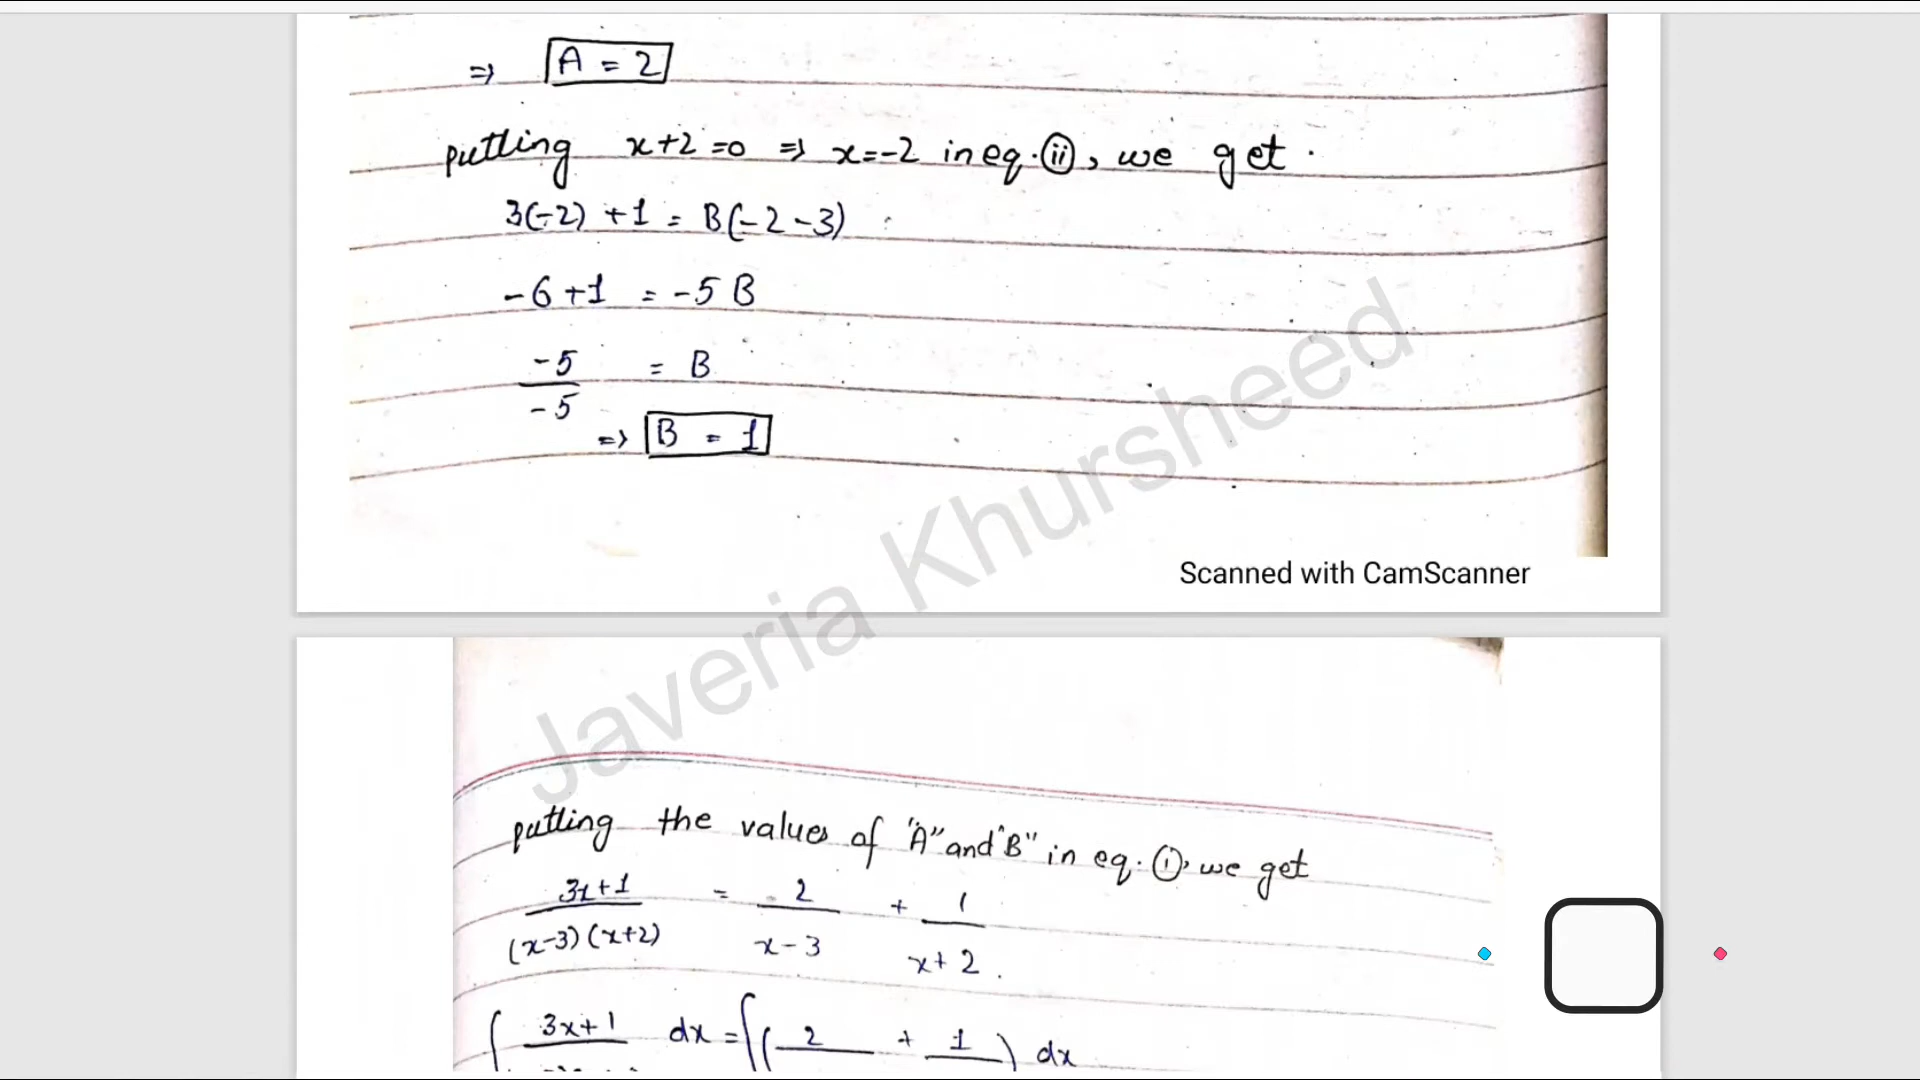 ⇒ A = 2
putting x+2=0 ⇒ x=-2 in eq.(ii), we get.
3(-2) +1 = B(-2-3)
-6+1 = -5B
-5/-5 = B
⇒ B = 1
Scanned with CamScanner
Javeria Khursheed
putting the values of "A" and "B" in eq.(i), we get
3x+1/(x-3)(x+2) = 2/x-3 + 1/x+2.
∫ 3x+1 dx = ∫( 2 + 1 ) dx